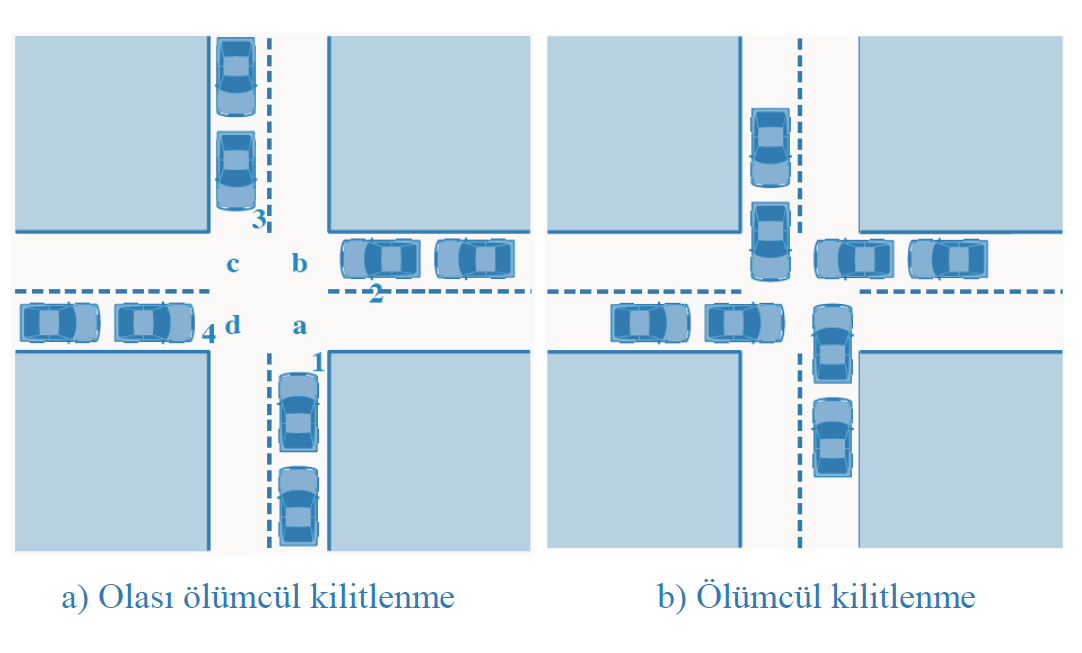 3
c b
2
4 d a
1
a) Olası ölümcül kilitlenme
b) Ölümcül kilitlenme